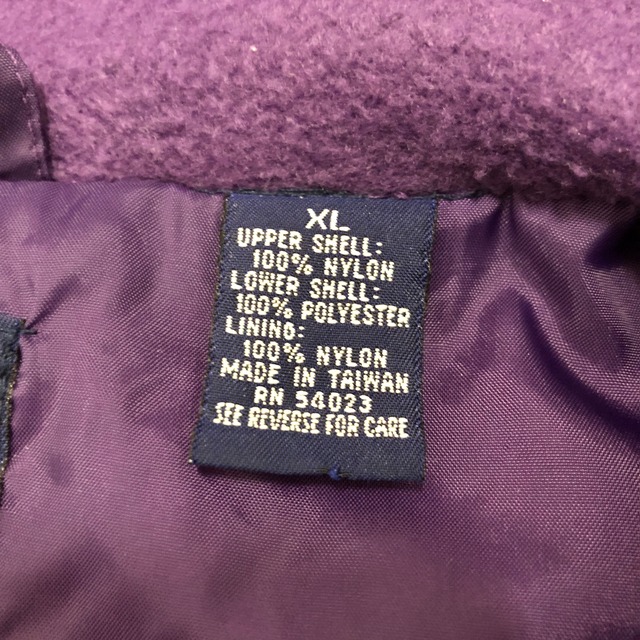 XL
UPPER SHELL:
100% NYLON
LOWER SHELL:
100% POLYESTER
LINING:
100% NYLON
MADE IN TAIWAN
RN 54023
SEE REVERSE FOR CARE